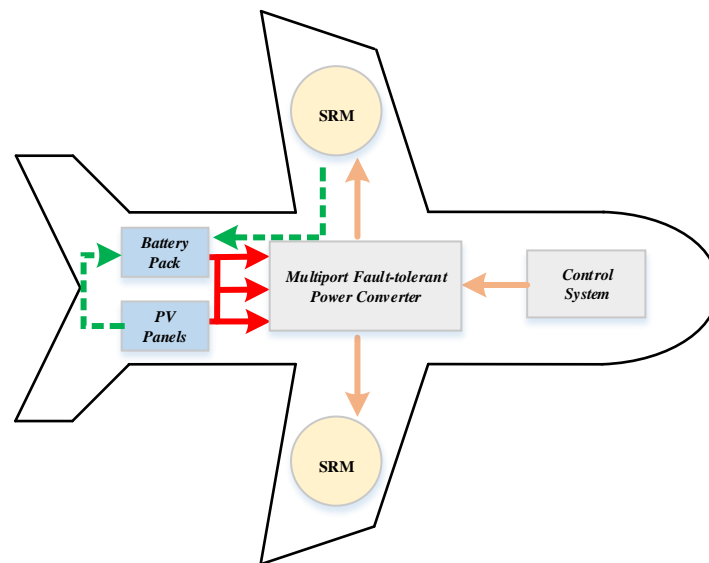 SRM
Battery
Pack
Multiport Fault-tolerant
Power Converter
Control
System
PV
Panels
SRM